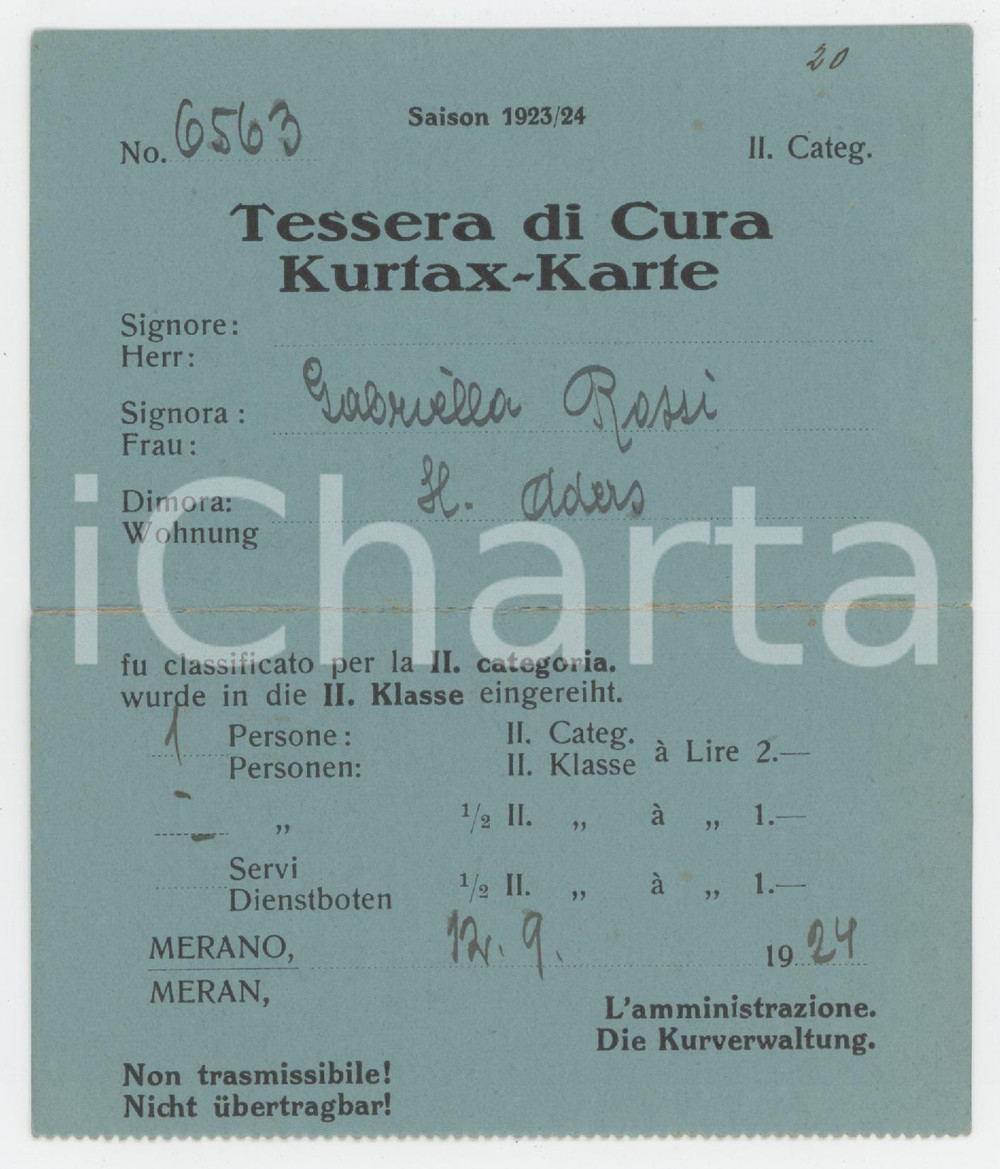 20
Saison 1923/24
No. 6563
II. Categ.
Tessera di Cura
Kurtax-Karte
Signore:
Herr:
Gabriella Rossi
Signora:
Frau:
H. Aders
Dimora:
Wohnung
iCharta
fu classificato per la II. categoria.
wurde in die II. Klasse eingereiht.
1 Persone: II. Categ. à Lire 2.—
Personen: II. Klasse
- „ 1/2 II. „ à „ 1.—
Servi
Dienstboten 1/2 II. „ à „ 1.—
MERANO, 12. 9. 1924
MERAN,
L'amministrazione.
Die Kurverwaltung.
Non trasmissibile!
Nicht übertragbar!